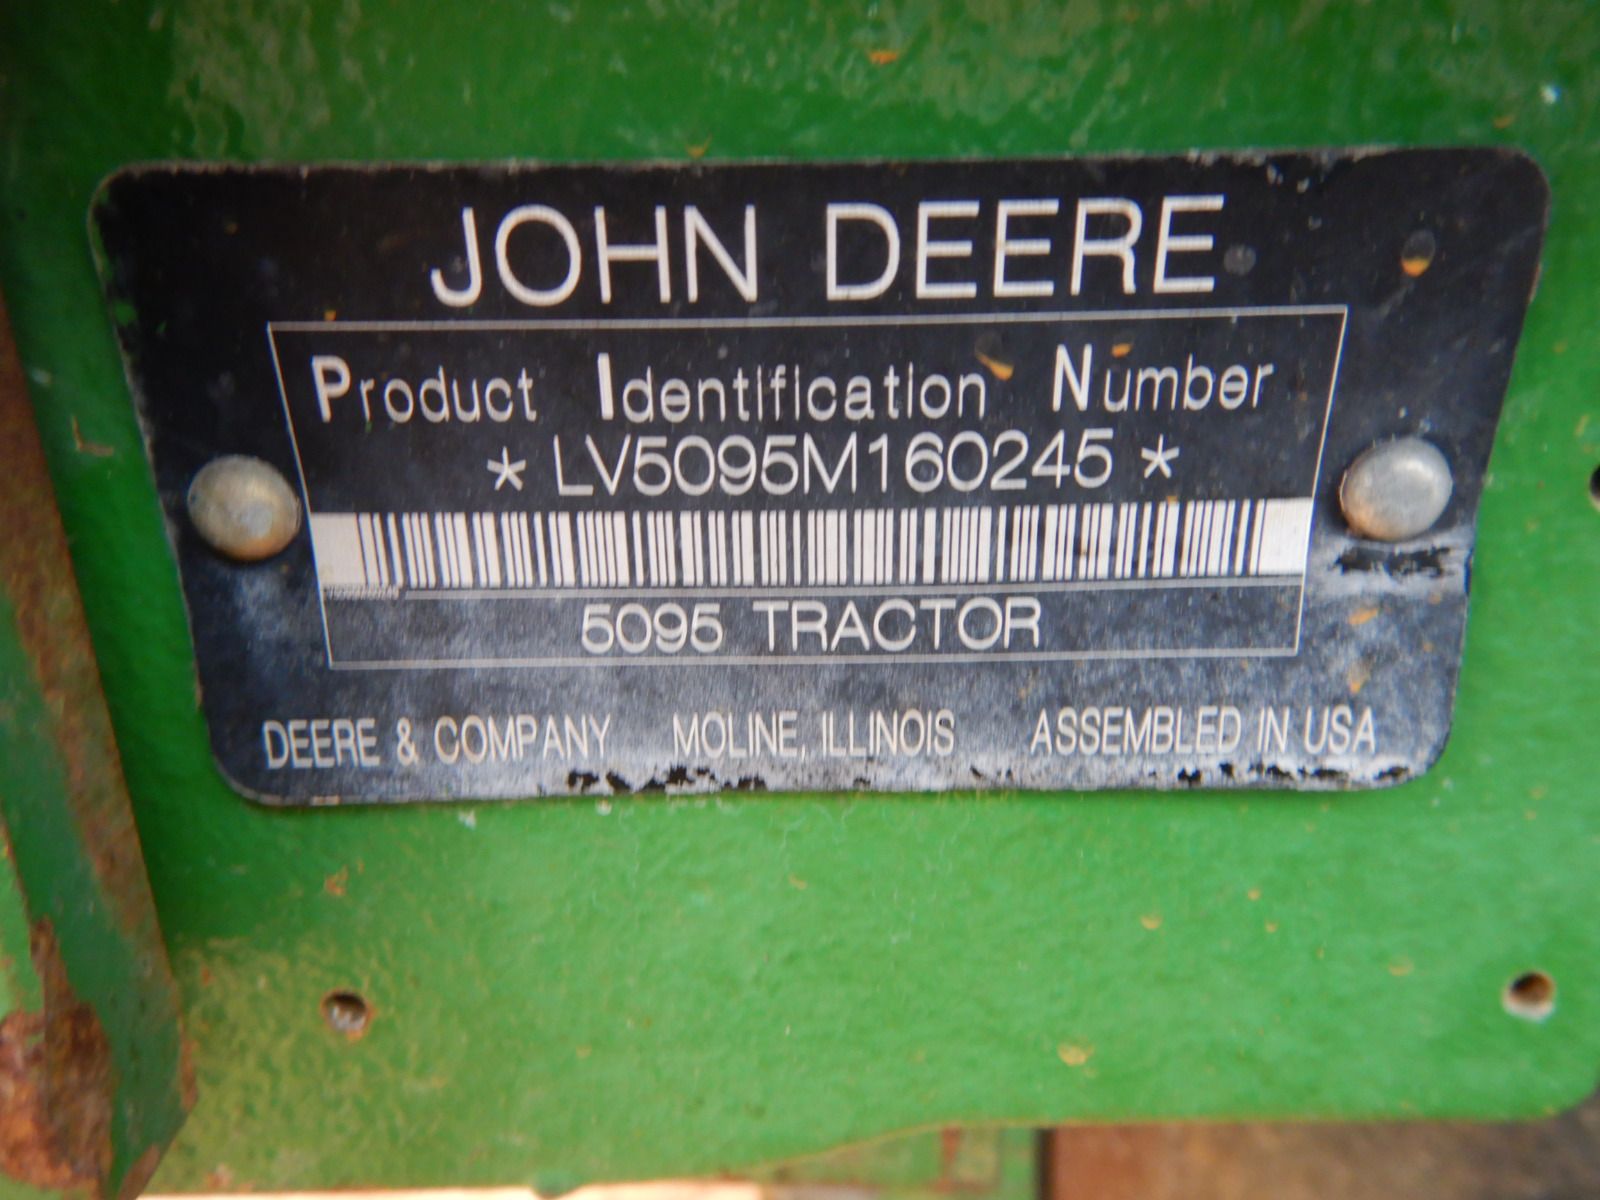 JOHN DEERE
Product Identification Number
* LV5095M160245 *
5095 TRACTOR
DEERE & COMPANY MOLINE, ILLINOIS ASSEMBLED IN USA